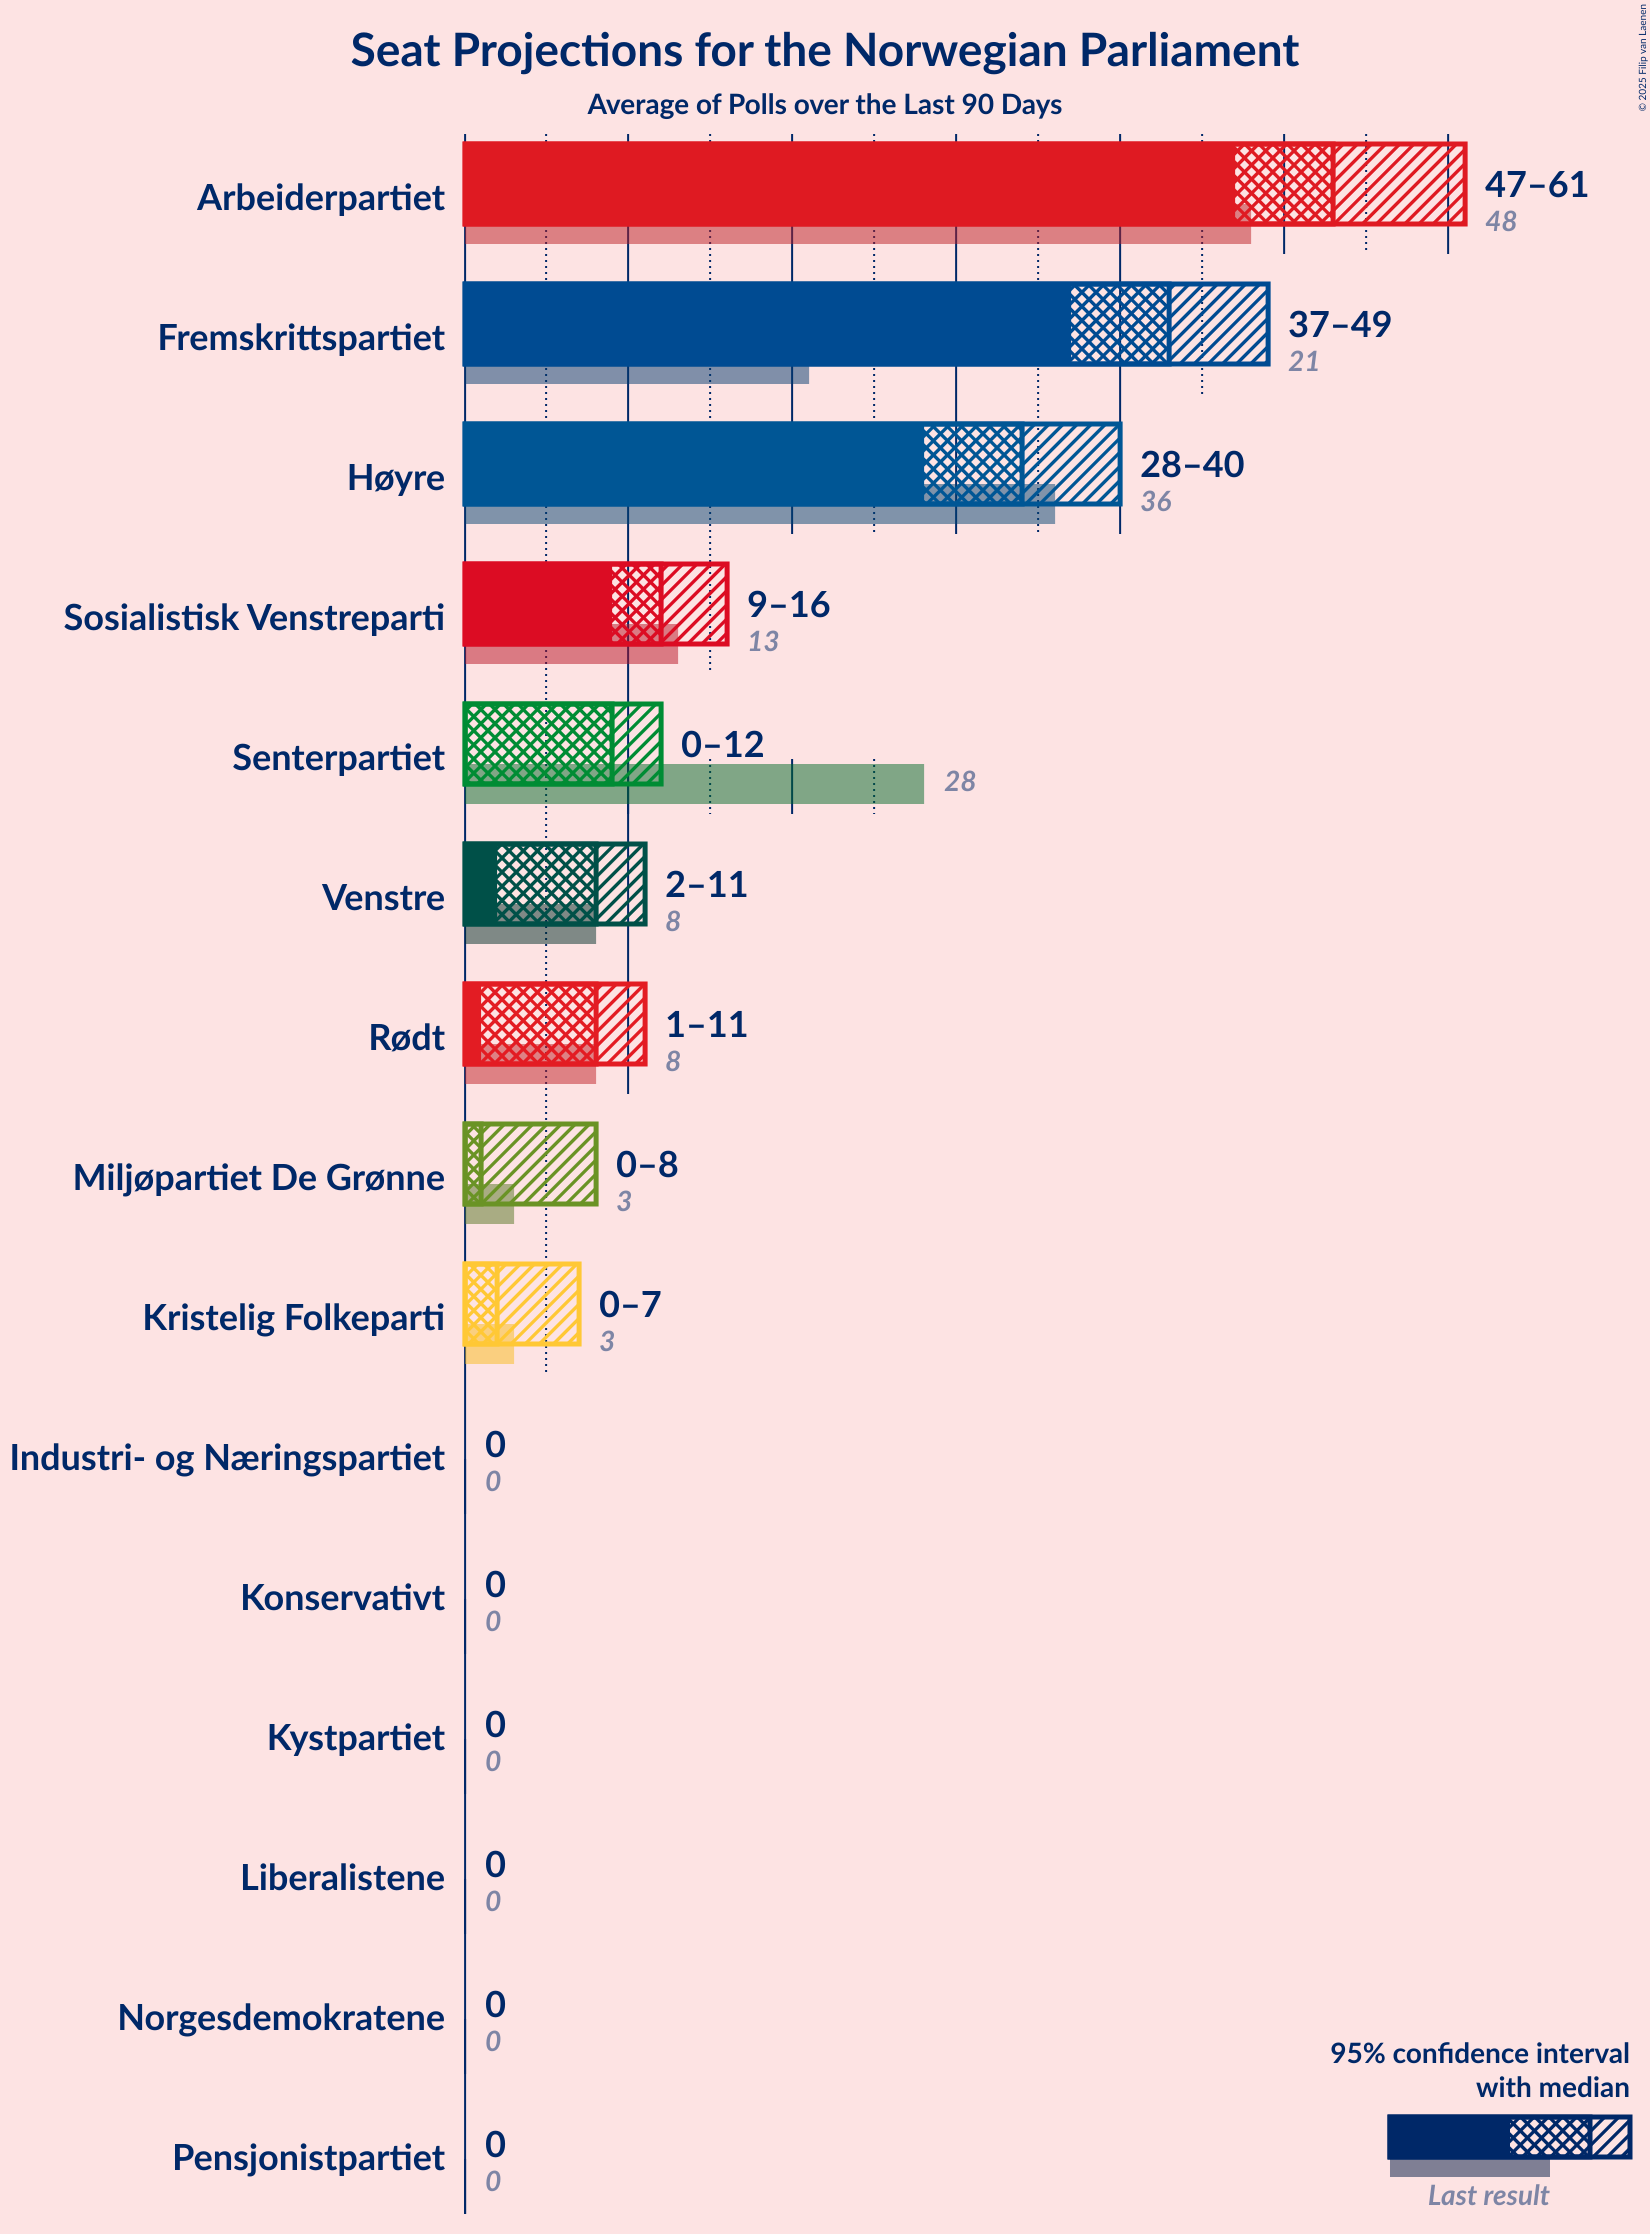 Seat Projections for the Norwegian Parliament
Average of Polls over the Last 90 Days
© 2025 Filip van Laenen
Arbeiderpartiet
47–61
48
Fremskrittspartiet
37–49
21
Høyre
28–40
36
Sosialistisk Venstreparti
9–16
13
Senterpartiet
0–12
28
Venstre
2–11
8
Rødt
1–11
8
Miljøpartiet De Grønne
0–8
3
Kristelig Folkeparti
0–7
3
Industri- og Næringspartiet
0
0
Konservativt
0
0
Kystpartiet
0
0
Liberalistene
0
0
Norgesdemokratene
0
0
Pensjonistpartiet
0
0
95% confidence interval
with median
Last result